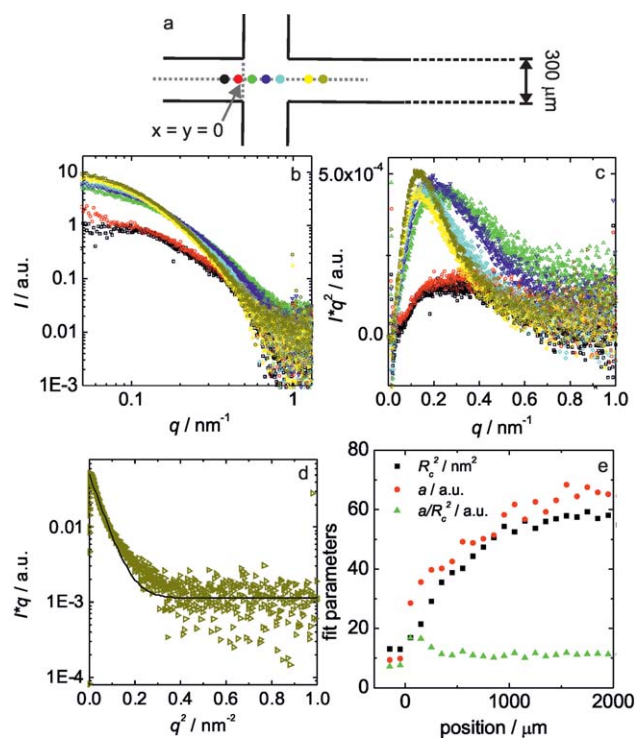 a
x = y = 0
300 µm
b
10
1
0.1
0.01
1E-3
I / a.u.
0.1
1
q / nm⁻¹
c
5.0x10⁻⁴
0.0
I*q² / a.u.
0.0
0.2
0.4
0.6
0.8
1.0
q / nm⁻¹
d
0.01
1E-3
1E-4
I*q / a.u.
0.0
0.2
0.4
0.6
0.8
1.0
q² / nm⁻²
e
80
60
40
20
0
fit parameters
R_c² / nm²
a / a.u.
a/R_c² / a.u.
0
1000
2000
position / µm